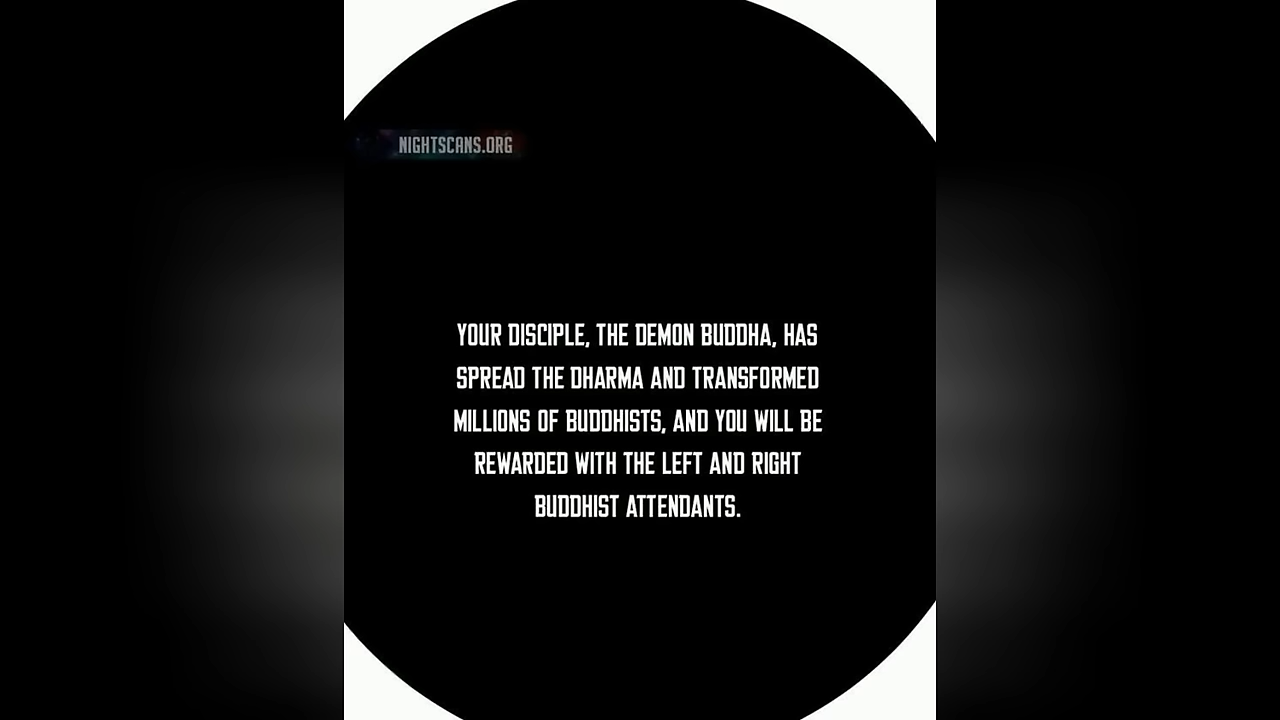 NIGHTSCANS.ORG
YOUR DISCIPLE, THE DEMON BUDDHA, HAS
SPREAD THE DHARMA AND TRANSFORMED
MILLIONS OF BUDDHISTS, AND YOU WILL BE
REWARDED WITH THE LEFT AND RIGHT
BUDDHIST ATTENDANTS.